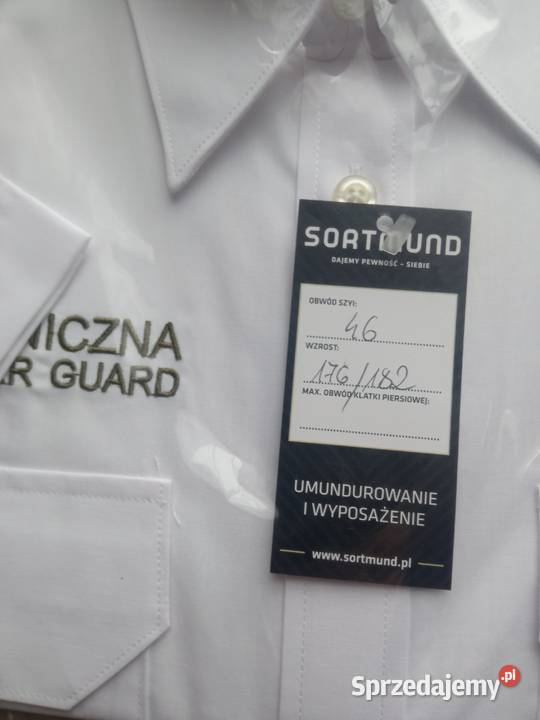 SORTMUND
DAJEMY PEWNOŚĆ - SIEBIE
OBWÓD SZYI:
46
WZROST:
176/182
MAX. OBWÓD KLATKI PIERSIOWEJ:
NICZNA
R GUARD
UMUNDUROWANIE
I WYPOSAŻENIE
www.sortmund.pl
Sprzedajemy.pl